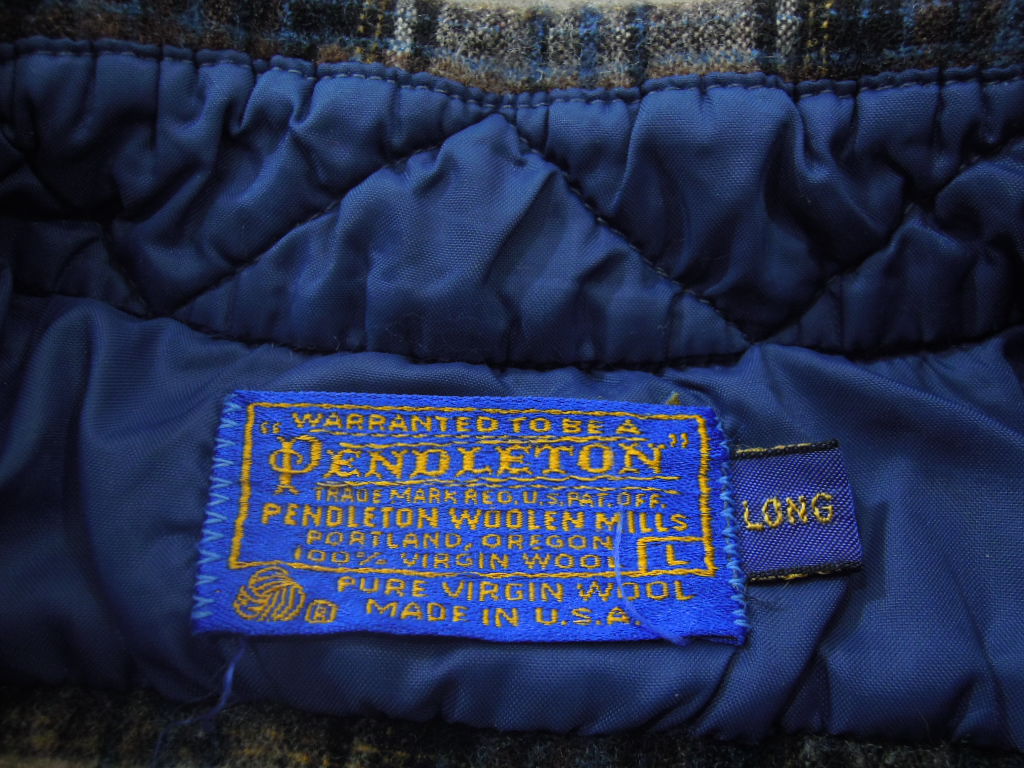 "WARRANTED TO BE A
PENDLETON"
TRADE MARK REG. U.S. PAT. OFF.
PENDLETON WOOLEN MILLS
PORTLAND, OREGON
100% VIRGIN WOOL
L
PURE VIRGIN WOOL
R
MADE IN U.S.A.
LONG